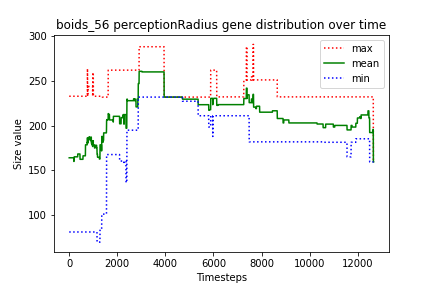 boids_56 perceptionRadius gene distribution over time
300
250
200
150
100
Size value
max
mean
min
0
2000
4000
6000
8000
10000
12000
Timesteps